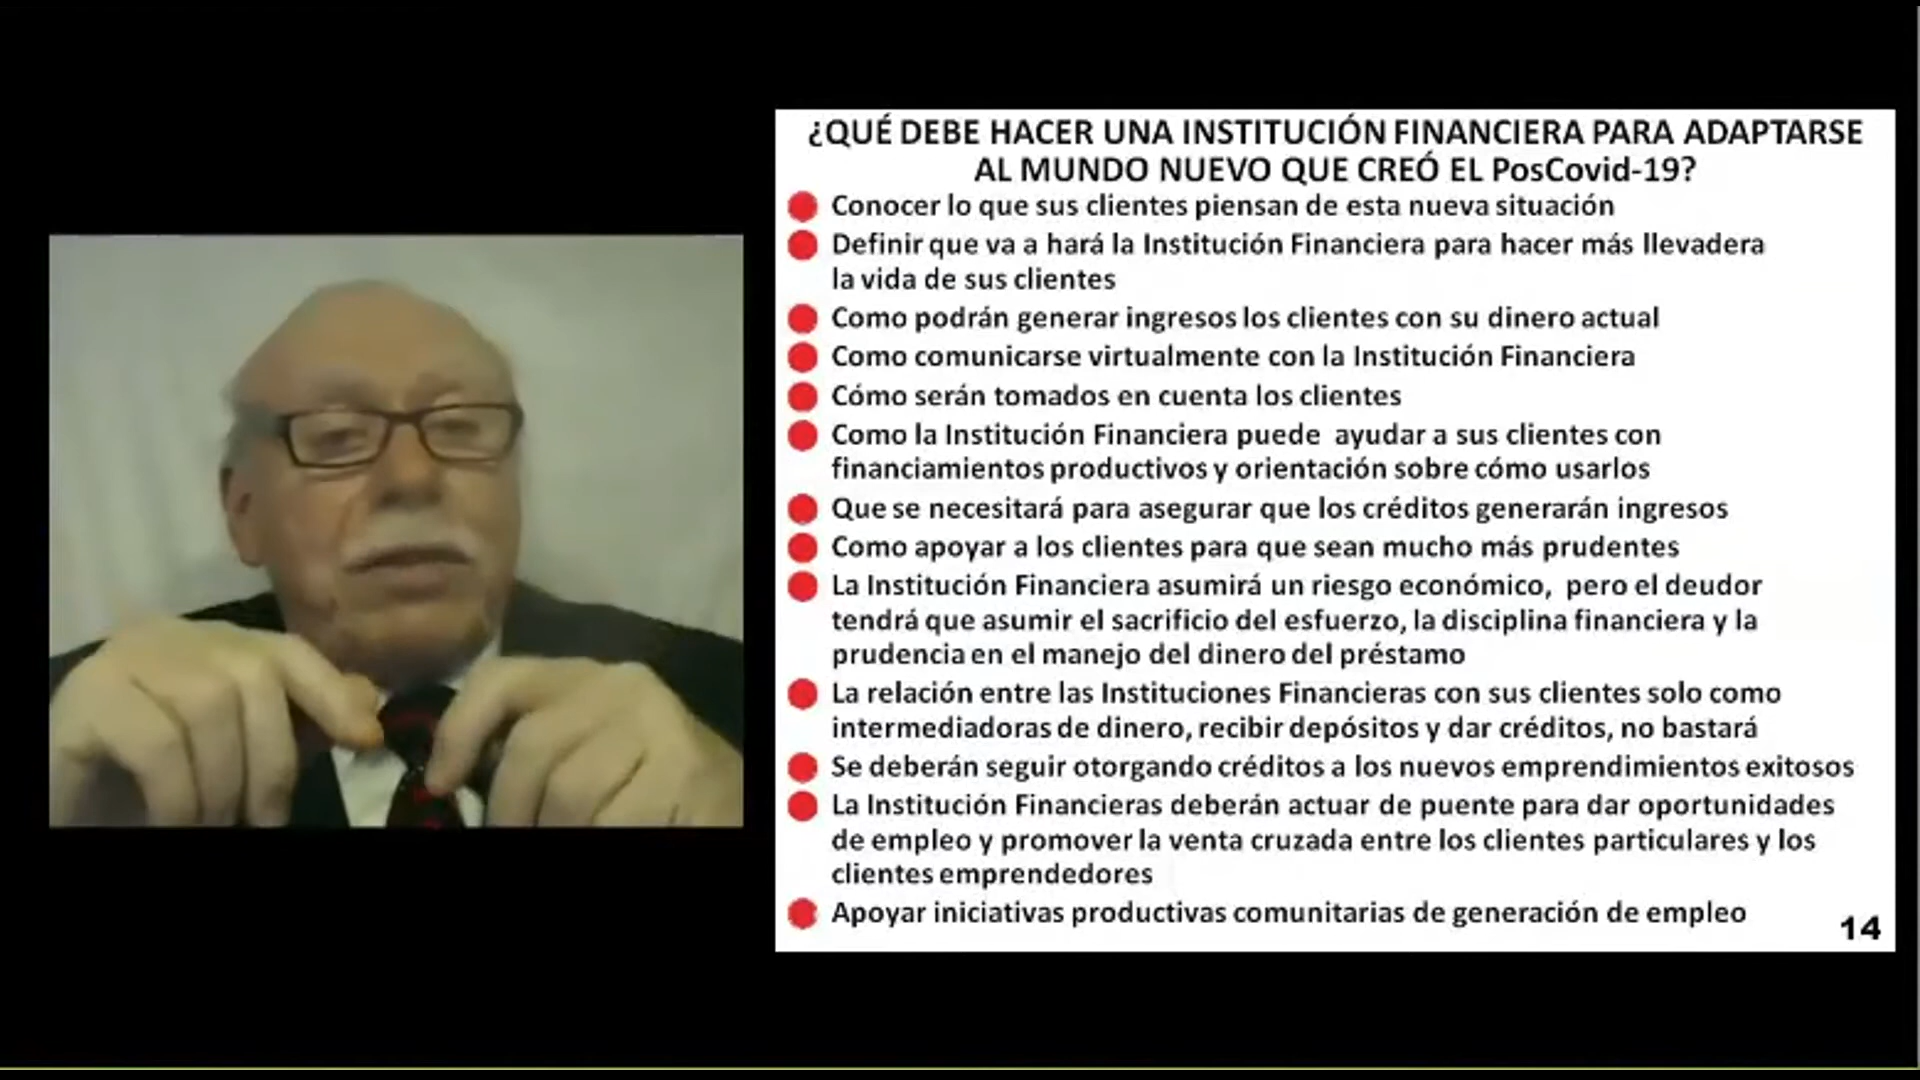 ¿QUÉ DEBE HACER UNA INSTITUCIÓN FINANCIERA PARA ADAPTARSE
AL MUNDO NUEVO QUE CREÓ EL PosCovid-19?
Conocer lo que sus clientes piensan de esta nueva situación
Definir que va a hará la Institución Financiera para hacer más llevadera
la vida de sus clientes
Como podrán generar ingresos los clientes con su dinero actual
Como comunicarse virtualmente con la Institución Financiera
Cómo serán tomados en cuenta los clientes
Como la Institución Financiera puede ayudar a sus clientes con
financiamientos productivos y orientación sobre cómo usarlos
Que se necesitará para asegurar que los créditos generarán ingresos
Como apoyar a los clientes para que sean mucho más prudentes
La Institución Financiera asumirá un riesgo económico, pero el deudor
tendrá que asumir el sacrificio del esfuerzo, la disciplina financiera y la
prudencia en el manejo del dinero del préstamo
La relación entre las Instituciones Financieras con sus clientes solo como
intermediadoras de dinero, recibir depósitos y dar créditos, no bastará
Se deberán seguir otorgando créditos a los nuevos emprendimientos exitosos
La Institución Financieras deberán actuar de puente para dar oportunidades
de empleo y promover la venta cruzada entre los clientes particulares y los
clientes emprendedores
Apoyar iniciativas productivas comunitarias de generación de empleo
14